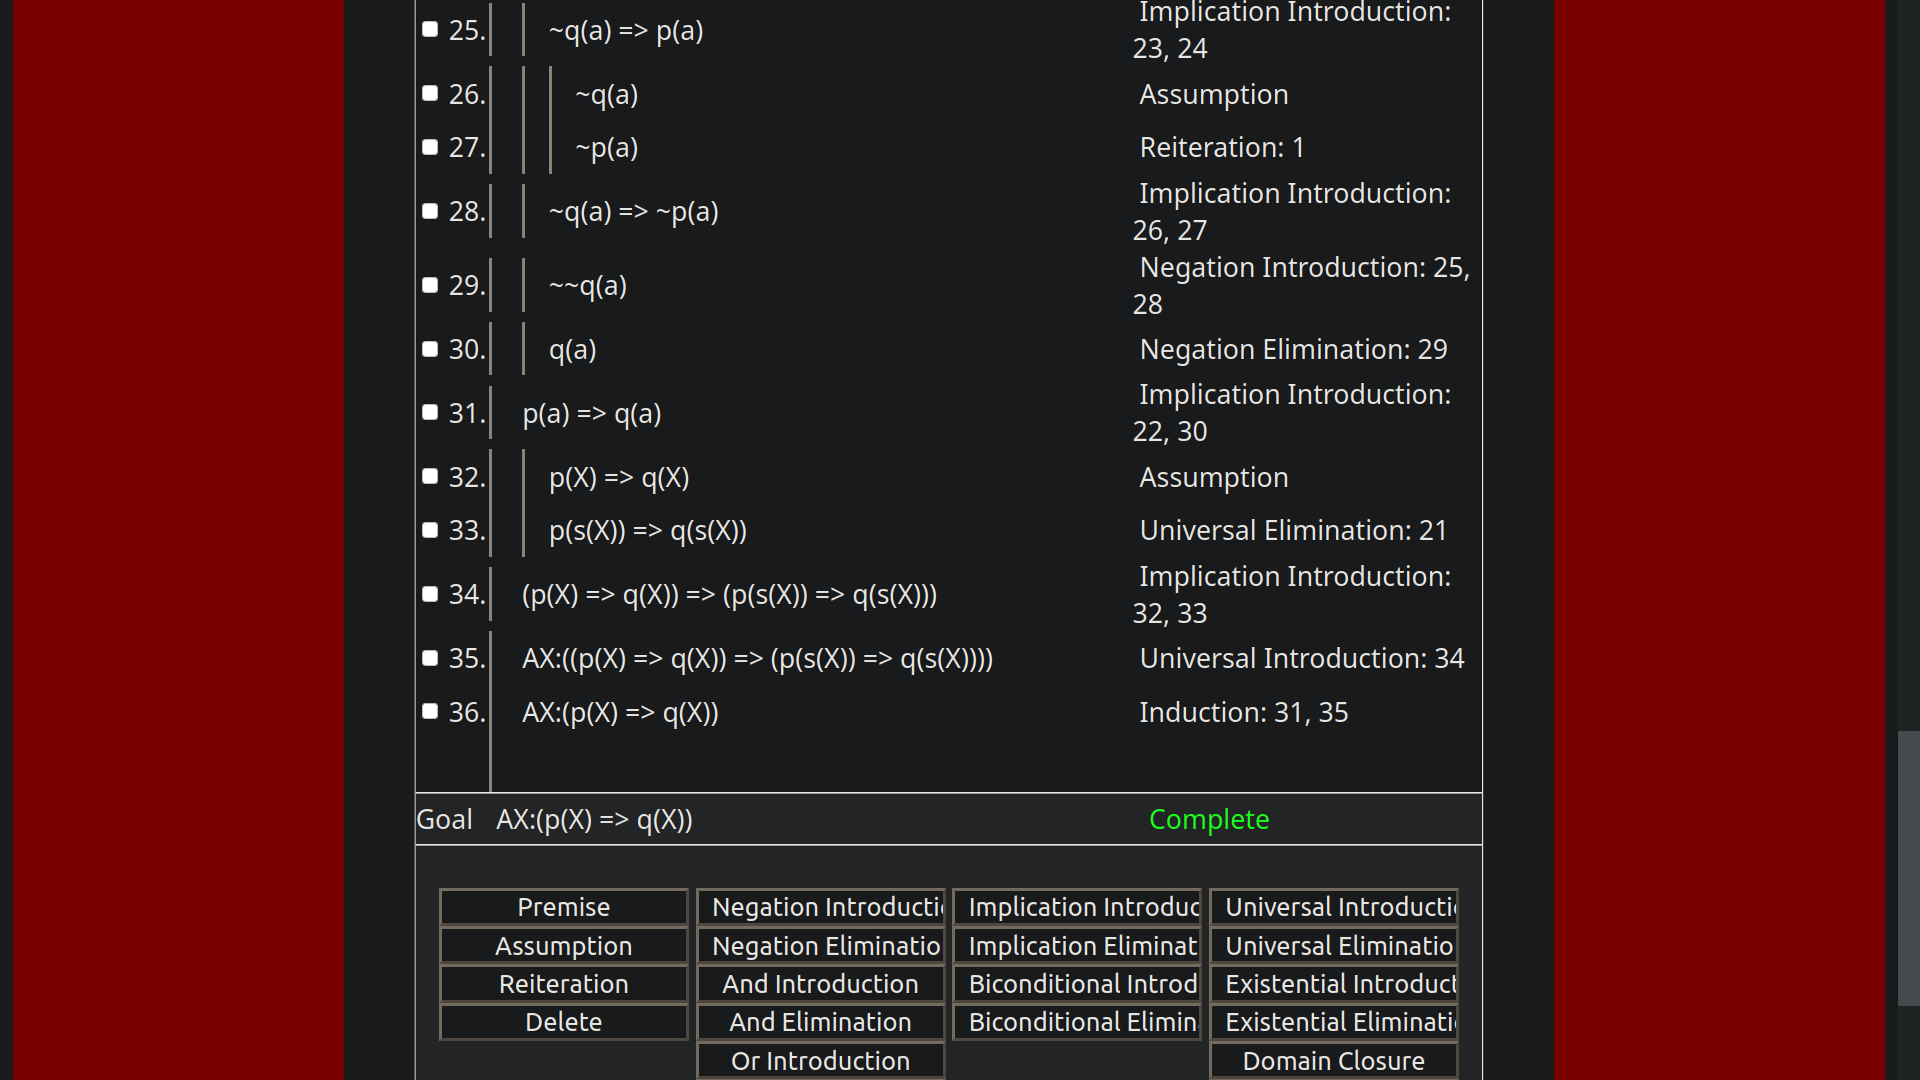 Implication Introduction:
25. ~q(a) => p(a)
23, 24
26. ~q(a) Assumption
27. ~p(a) Reiteration: 1
Implication Introduction:
28. ~q(a) => ~p(a)
26, 27
Negation Introduction: 25,
29. ~~q(a)
28
30. q(a) Negation Elimination: 29
Implication Introduction:
31. p(a) => q(a)
22, 30
32. p(X) => q(X) Assumption
33. p(s(X)) => q(s(X)) Universal Elimination: 21
Implication Introduction:
34. (p(X) => q(X)) => (p(s(X)) => q(s(X)))
32, 33
35. AX:((p(X) => q(X)) => (p(s(X)) => q(s(X)))) Universal Introduction: 34
36. AX:(p(X) => q(X)) Induction: 31, 35
Goal AX:(p(X) => q(X)) Complete
Premise Negation Introducti Implication Introduc Universal Introducti
Assumption Negation Eliminatio Implication Eliminat Universal Eliminatio
Reiteration And Introduction Biconditional Introd Existential Introduct
Delete And Elimination Biconditional Elimin Existential Eliminati
Or Introduction Domain Closure